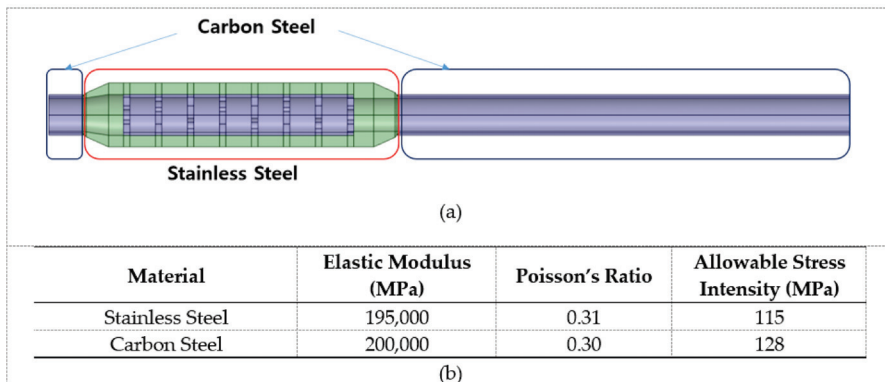 Carbon Steel
Stainless Steel
(a)
Material Elastic Modulus (MPa) Poisson’s Ratio Allowable Stress Intensity (MPa)
Stainless Steel 195,000 0.31 115
Carbon Steel 200,000 0.30 128
(b)